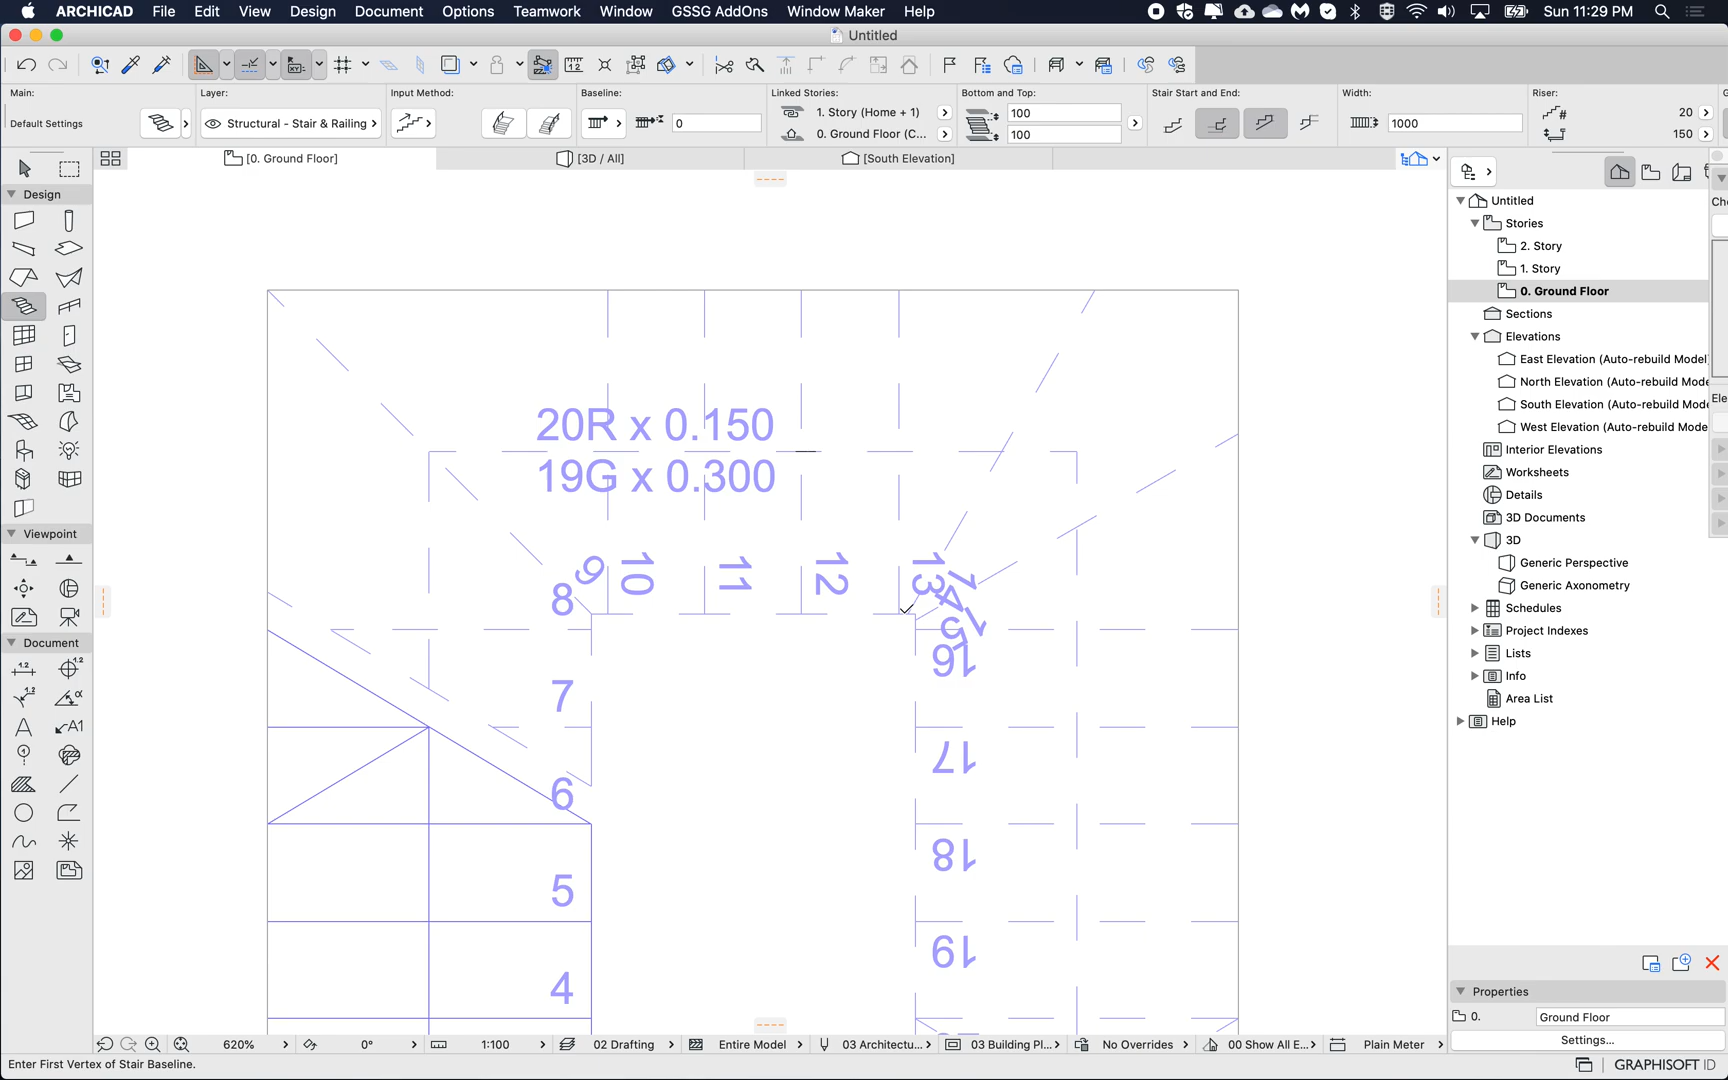 ARCHICAD File Edit View Design Document Options Teamwork Window GSSG AddOns Window Maker Help
Sun 11:29 PM
Untitled
Main:
Layer:
Input Method:
Baseline:
Linked Stories:
Bottom and Top:
Stair Start and End:
Width:
Riser:
Default Settings
Structural - Stair & Railing
0
1. Story (Home + 1)
0. Ground Floor (C...
100
100
1000
20
150
[0. Ground Floor]
[3D / All]
[South Elevation]
Design
Viewpoint
Document
20R x 0.150
19G x 0.300
4
5
6
7
8
9
10
11
12
13
14
15
16
17
18
19
Untitled
Stories
2. Story
1. Story
0. Ground Floor
Sections
Elevations
East Elevation (Auto-rebuild Model
North Elevation (Auto-rebuild Mode
South Elevation (Auto-rebuild Mode
West Elevation (Auto-rebuild Mode
Interior Elevations
Worksheets
Details
3D Documents
3D
Generic Perspective
Generic Axonometry
Schedules
Project Indexes
Lists
Info
Area List
Help
Cho
Ele
Properties
0.
Ground Floor
Settings...
620%
0°
1:100
02 Drafting
Entire Model
03 Architectu...
03 Building Pl...
No Overrides
00 Show All E...
Plain Meter
Enter First Vertex of Stair Baseline.
GRAPHISOFT ID